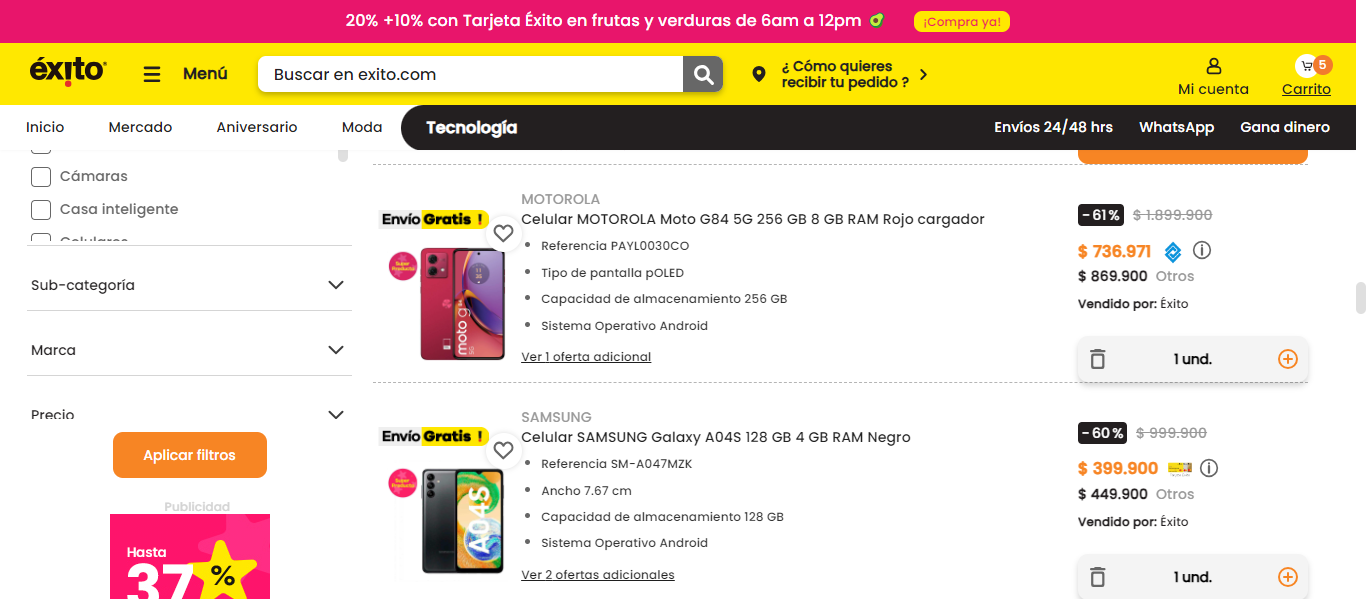 20% +10% con Tarjeta Éxito en frutas y verduras de 6am a 12pm
¡Compra ya!
éxito
Menú
Buscar en exito.com
¿ Cómo quieres
recibir tu pedido ?
Mi cuenta
5
Carrito
Inicio
Mercado
Aniversario
Moda
Tecnología
Envíos 24/48 hrs
WhatsApp
Gana dinero
Cámaras
Casa inteligente
Celulares
Sub-categoría
Marca
Precio
Aplicar filtros
Publicidad
Hasta
37 %
MOTOROLA
Envío Gratis !
Celular MOTOROLA Moto G84 5G 256 GB 8 GB RAM Rojo cargador
Super
Producto
moto g
Referencia PAYL0030CO
Tipo de pantalla pOLED
Capacidad de almacenamiento 256 GB
Sistema Operativo Android
Ver 1 oferta adicional
-61%
$ 1.899.900
$ 736.971
$ 869.900 Otros
Vendido por: Éxito
1 und.
SAMSUNG
Envío Gratis !
Celular SAMSUNG Galaxy A04S 128 GB 4 GB RAM Negro
Super
Producto
A04S
Referencia SM-A047MZK
Ancho 7.67 cm
Capacidad de almacenamiento 128 GB
Sistema Operativo Android
Ver 2 ofertas adicionales
-60%
$ 999.900
$ 399.900
$ 449.900 Otros
Vendido por: Éxito
1 und.